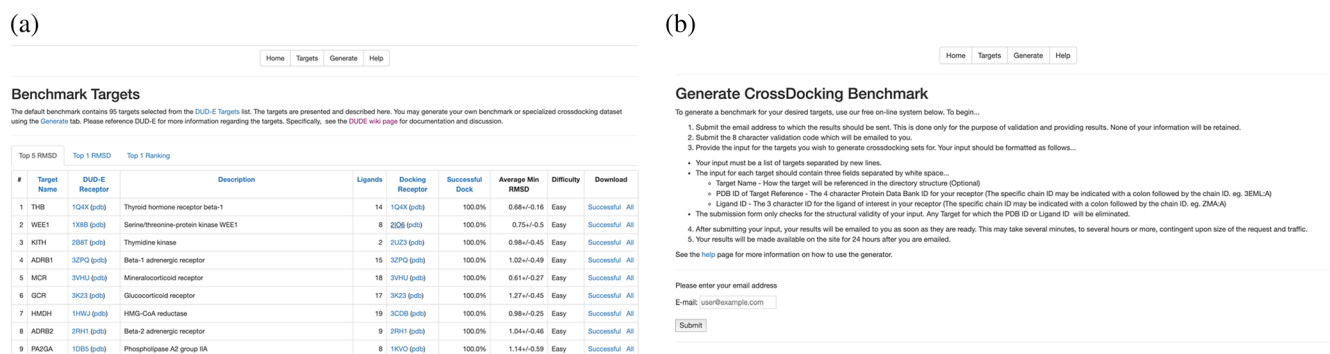 (a)
Home Targets Generate Help
Benchmark Targets
The default benchmark contains 95 targets selected from the DUD-E Targets list. The targets are presented and described here. You may generate your own benchmark or specialized crossdocking dataset
using the Generate tab. Please reference DUD-E for more information regarding the targets. Specifically, see the DUDE wiki page for documentation and discussion.
Top 5 RMSD Top 1 RMSD Top 1 Ranking
# Target Name DUD-E Receptor Description Ligands Docking Receptor Successful Dock Average Min RMSD Difficulty Download
1 THB 1Q4X (pdb) Thyroid hormone receptor beta-1 14 1Q4X (pdb) 100.0% 0.68+/-0.16 Easy Successful All
2 WEE1 1X8B (pdb) Serine/threonine-protein kinase WEE1 8 2IO6 (pdb) 100.0% 0.75+/-0.5 Easy Successful All
3 KITH 2B8T (pdb) Thymidine kinase 2 2UZ3 (pdb) 100.0% 0.98+/-0.45 Easy Successful All
4 ADRB1 3ZPQ (pdb) Beta-1 adrenergic receptor 15 3ZPQ (pdb) 100.0% 1.02+/-0.49 Easy Successful All
5 MCR 3VHU (pdb) Mineralocorticoid receptor 18 3VHU (pdb) 100.0% 0.61+/-0.27 Easy Successful All
6 GCR 3K23 (pdb) Glucocorticoid receptor 17 3K23 (pdb) 100.0% 1.27+/-0.45 Easy Successful All
7 HMDH 1HWJ (pdb) HMG-CoA reductase 19 3CDB (pdb) 100.0% 0.98+/-0.25 Easy Successful All
8 ADRB2 2RH1 (pdb) Beta-2 adrenergic receptor 9 2RH1 (pdb) 100.0% 1.04+/-0.46 Easy Successful All
9 PA2GA 1DB5 (pdb) Phospholipase A2 group IIA 8 1KVO (pdb) 100.0% 1.14+/-0.59 Easy Successful All
(b)
Home Targets Generate Help
Generate CrossDocking Benchmark
To generate a benchmark for your desired targets, use our free on-line system below. To begin...
1. Submit the email address to which the results should be sent. This is done only for the purpose of validation and providing results. None of your information will be retained.
2. Submit the 8 character validation code which will be emailed to you.
3. Provide the input for the targets you wish to generate crossdocking sets for. Your input should be formatted as follows...
• Your input must be a list of targets separated by new lines.
• The input for each target should contain three fields separated by white space...
○ Target Name - How the target will be referenced in the directory structure (Optional)
○ PDB ID of Target Reference - The 4 character Protein Data Bank ID for your receptor (The specific chain ID may be indicated with a colon followed by the chain ID. eg. 3EML:A)
○ Ligand ID - The 3 character ID for the ligand of interest in your receptor (The specific chain ID may be indicated with a colon followed by the chain ID. eg. ZMA:A)
• The submission form only checks for the structural validity of your input. Any Target for which the PDB ID or Ligand ID will be eliminated.
4. After submitting your input, your results will be emailed to you as soon as they are ready. This may take several minutes, to several hours or more, contingent upon size of the request and traffic.
5. Your results will be made available on the site for 24 hours after you are emailed.
See the help page for more information on how to use the generator.
Please enter your email address
E-mail: user@example.com
Submit